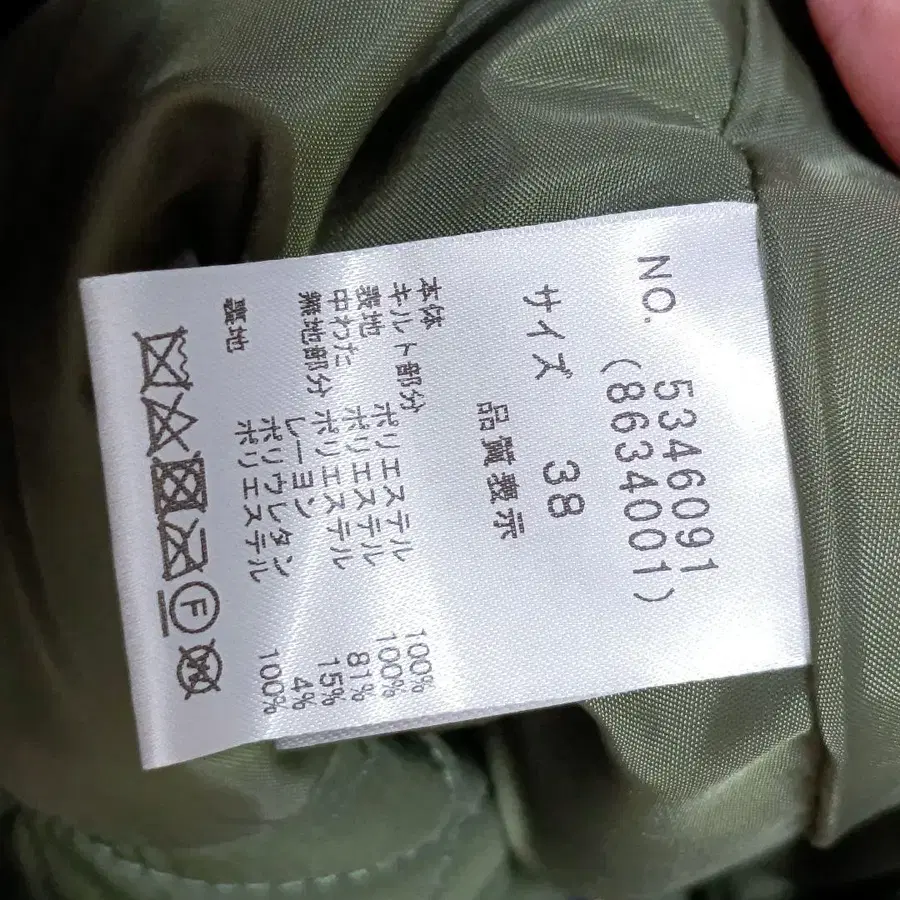 NO. 5346091
(8634001)
サイズ 38
品質表示
本体
キルト部分
表地 ポリエステル 100%
中わた ポリエステル 100%
無地部分 ポリエステル 81%
レーヨン 15%
ポリウレタン 4%
裏地 ポリエステル 100%
F
W